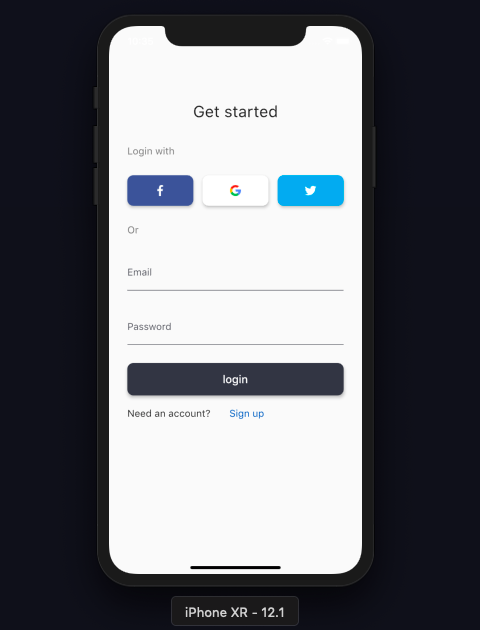 Get started
Login with
Or
Email
Password
login
Need an account? Sign up
iPhone XR - 12.1